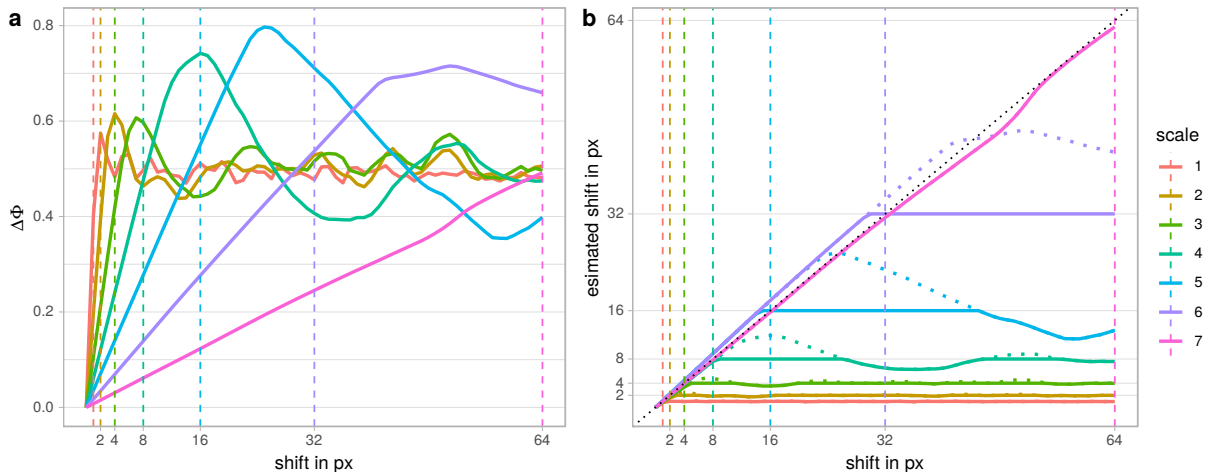 a
0.8
0.6
0.4
0.2
0.0
ΔΦ
2 4 8 16 32 64
shift in px
b
64
32
16
8
4
2
esimated shift in px
2 4 8 16 32 64
shift in px
scale
1
2
3
4
5
6
7